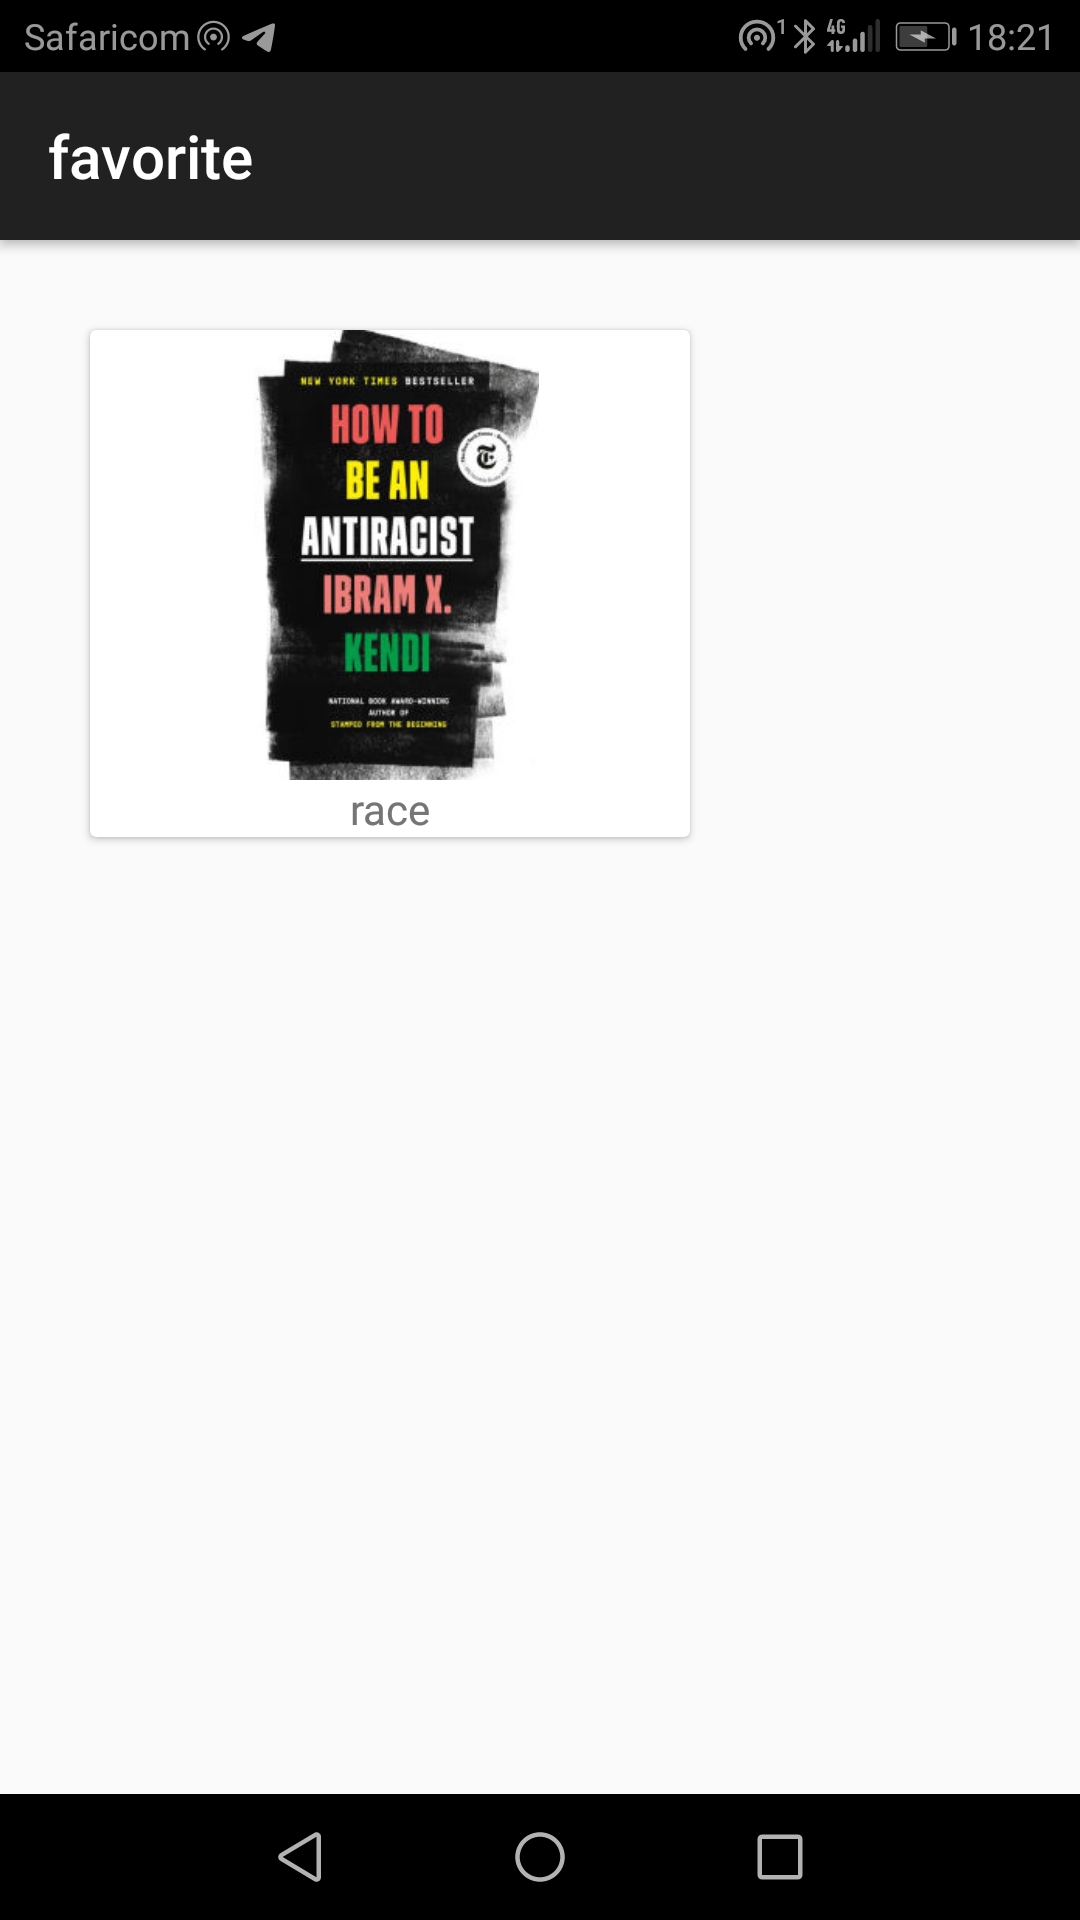 Safaricom 1 4G 18:21
favorite
NEW YORK TIMES BESTSELLER
HOW TO
BE AN
ANTIRACIST
IBRAM X.
KENDI
NATIONAL BOOK AWARD-WINNING
AUTHOR OF
STAMPED FROM THE BEGINNING
race